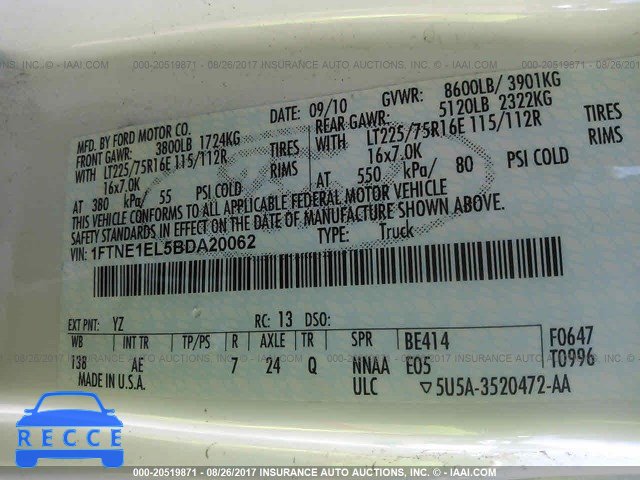 000-20519871 - 08/26/2017 INSURANCE AUTO AUCTIONS - © - IAAI.COM
MFD. BY FORD MOTOR CO.
DATE: 09/10
GVWR: 8600LB/ 3901KG
FRONT GAWR: 3800LB 1724KG
REAR GAWR: 5120LB 2322KG
WITH LT225/75R16E 115/112R TIRES
WITH LT225/75R16E 115/112R TIRES
16x7.0K RIMS
16x7.0K RIMS
AT 380 kPa/ 55 PSI COLD
AT 550 kPa/ 80 PSI COLD
THIS VEHICLE CONFORMS TO ALL APPLICABLE FEDERAL MOTOR VEHICLE
SAFETY STANDARDS IN EFFECT ON THE DATE OF MANUFACTURE SHOWN ABOVE.
VIN: 1FTNE1EL5BDA20062
TYPE: Truck
EXT PNT: YZ RC: 13 DSO:
WB INT TR TP/PS R AXLE TR SPR BE414 F0647
138 AE 7 24 Q NNAA E05 T0996
MADE IN U.S.A. ULC ▽5U5A-3520472-AA
000-20519871 - 08/26/2017 INSURANCE AUTO AUCTIONS - © - IAAI.COM